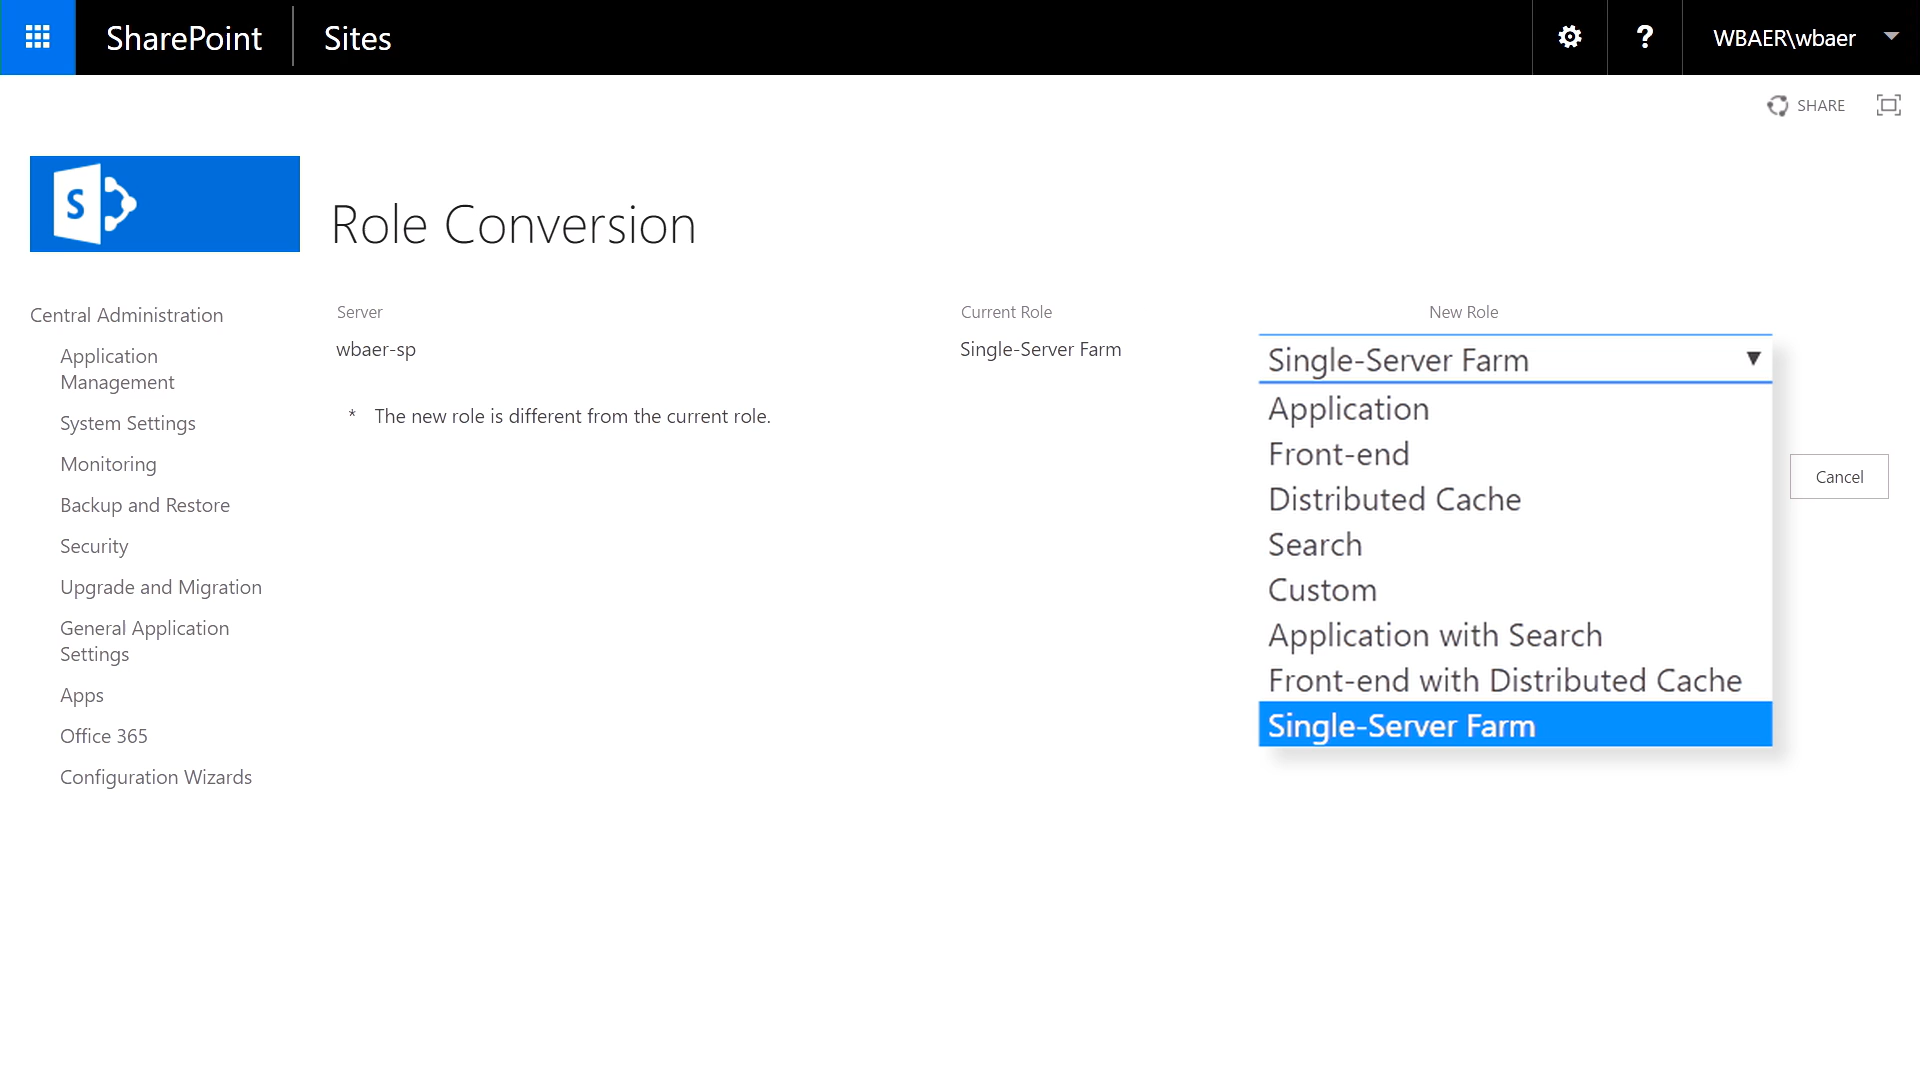 SharePoint
Sites
?
WBAER\wbaer
SHARE
S
Role Conversion
Central Administration
Application
Management
System Settings
Monitoring
Backup and Restore
Security
Upgrade and Migration
General Application
Settings
Apps
Office 365
Configuration Wizards
Server
Current Role
New Role
wbaer-sp
Single-Server Farm
* The new role is different from the current role.
Single-Server Farm
Application
Front-end
Distributed Cache
Search
Custom
Application with Search
Front-end with Distributed Cache
Single-Server Farm
Cancel